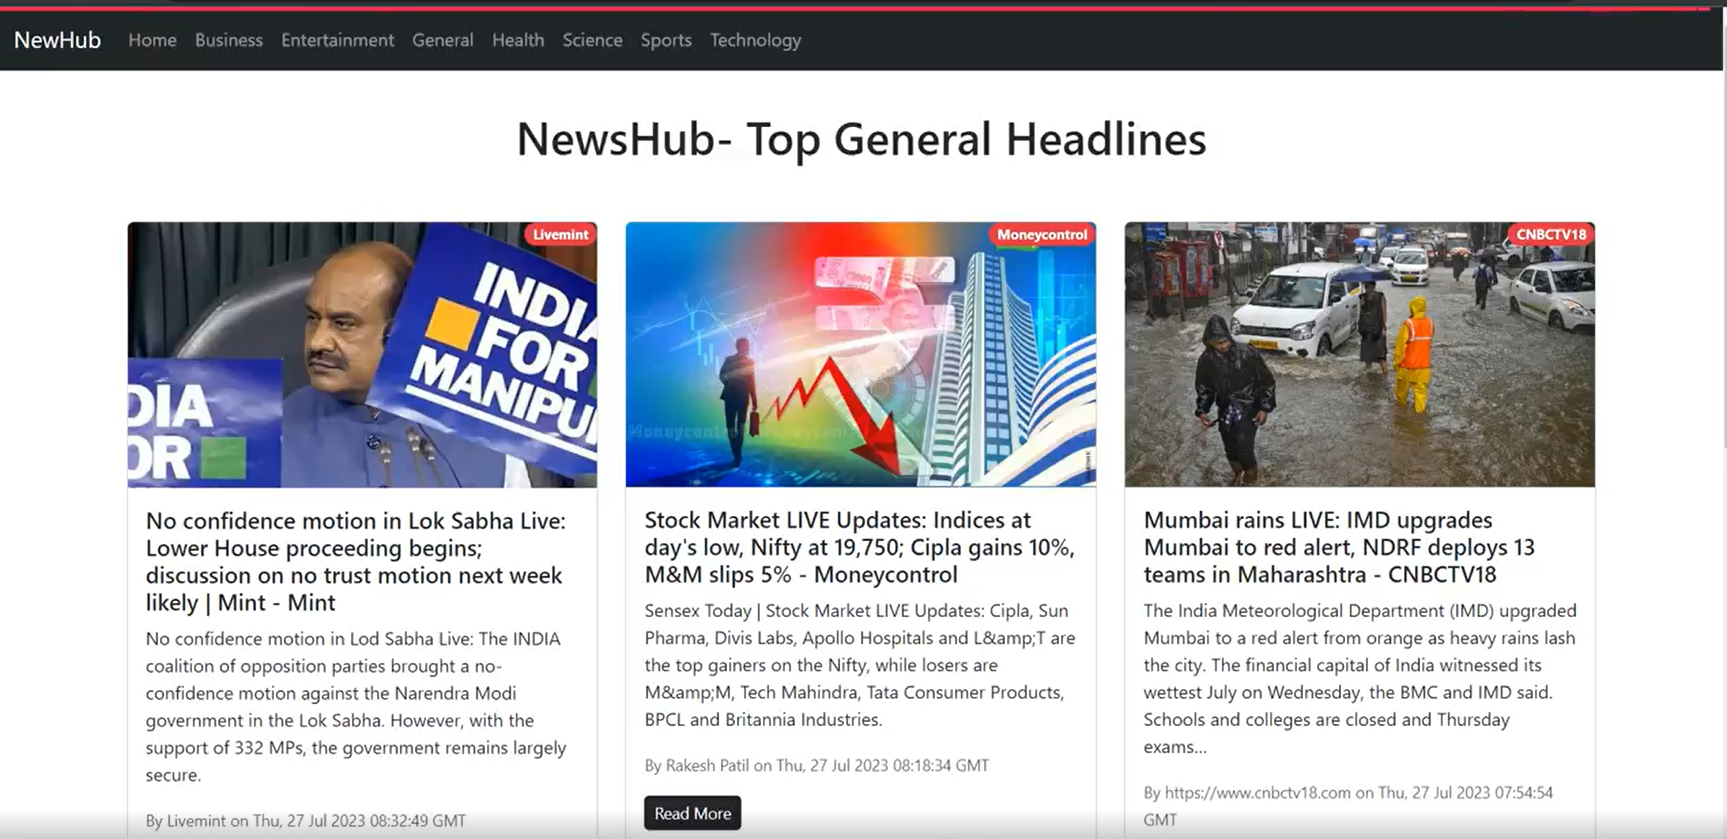 NewHub Home Business Entertainment General Health Science Sports Technology
NewsHub- Top General Headlines
Livemint
INDIA
FOR
MANIPU
DIA
OR
No confidence motion in Lok Sabha Live:
Lower House proceeding begins;
discussion on no trust motion next week
likely | Mint - Mint
No confidence motion in Lod Sabha Live: The INDIA
coalition of opposition parties brought a no-
confidence motion against the Narendra Modi
government in the Lok Sabha. However, with the
support of 332 MPs, the government remains largely
secure.
By Livemint on Thu, 27 Jul 2023 08:32:49 GMT
Moneycontrol
Moneycontrol
Stock Market LIVE Updates: Indices at
day's low, Nifty at 19,750; Cipla gains 10%,
M&M slips 5% - Moneycontrol
Sensex Today | Stock Market LIVE Updates: Cipla, Sun
Pharma, Divis Labs, Apollo Hospitals and L&amp;T are
the top gainers on the Nifty, while losers are
M&amp;M, Tech Mahindra, Tata Consumer Products,
BPCL and Britannia Industries.
By Rakesh Patil on Thu, 27 Jul 2023 08:18:34 GMT
Read More
CNBCTV18
Mumbai rains LIVE: IMD upgrades
Mumbai to red alert, NDRF deploys 13
teams in Maharashtra - CNBCTV18
The India Meteorological Department (IMD) upgraded
Mumbai to a red alert from orange as heavy rains lash
the city. The financial capital of India witnessed its
wettest July on Wednesday, the BMC and IMD said.
Schools and colleges are closed and Thursday
exams...
By https://www.cnbctv18.com on Thu, 27 Jul 2023 07:54:54
GMT